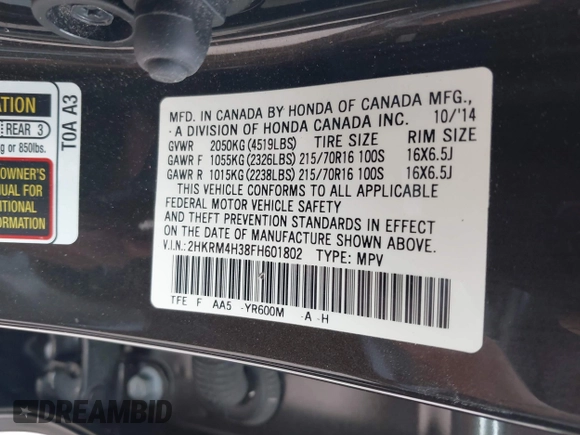 ATION
REAR 3
g or 850lbs.
OWNER'S
NUAL FOR
ITIONAL
ORMATION
TOA A3
MFD. IN CANADA BY HONDA OF CANADA MFG.,
A DIVISION OF HONDA CANADA INC. 10/'14
GVWR 2050KG (4519LBS) TIRE SIZE RIM SIZE
GAWR F 1055KG (2326LBS) 215/70R16 100S 16X6.5J
GAWR R 1015KG (2238LBS) 215/70R16 100S 16X6.5J
THIS VEHICLE CONFORMS TO ALL APPLICABLE
FEDERAL MOTOR VEHICLE SAFETY
AND THEFT PREVENTION STANDARDS IN EFFECT
ON THE DATE OF MANUFACTURE SHOWN ABOVE.
V.I.N.: 2HKRM4H38FH601802 TYPE: MPV
TFE F AA5 -YR600M -A -H
DREAMBID